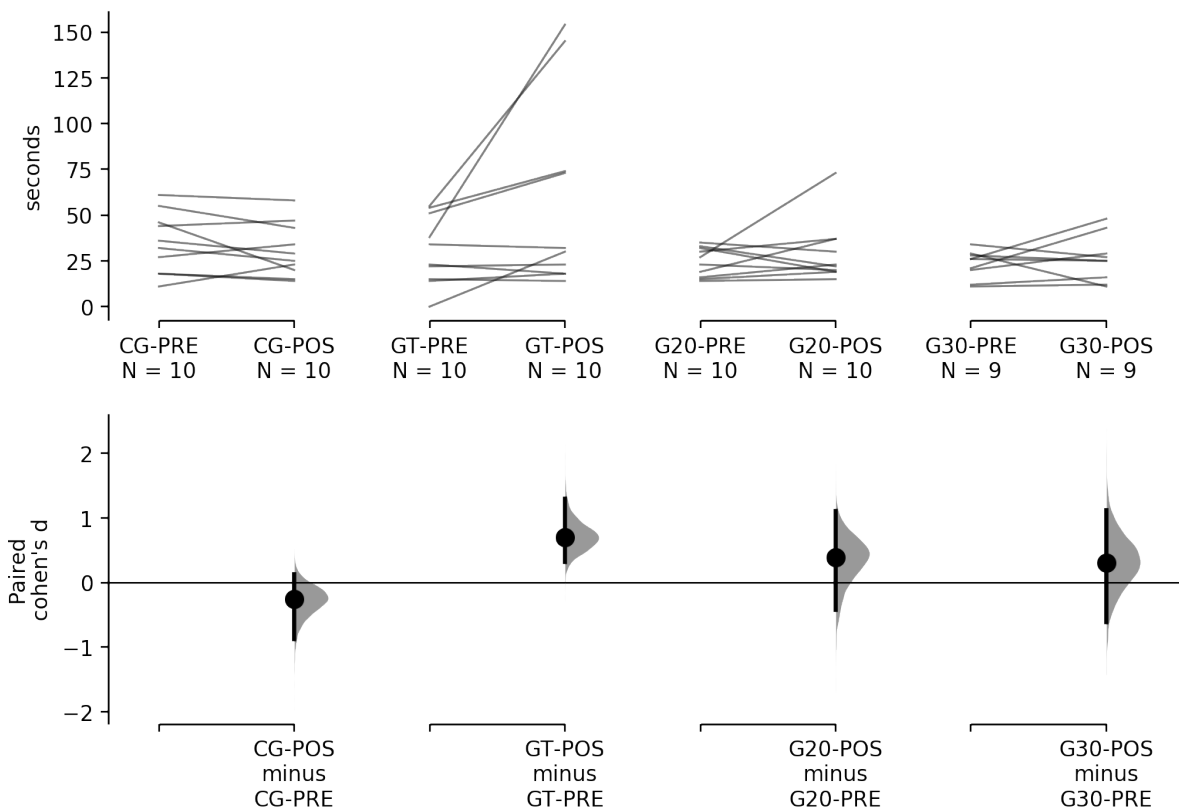 150
125
100
75
50
25
0
seconds
CG-PRE CG-POS GT-PRE GT-POS G20-PRE G20-POS G30-PRE G30-POS
N = 10 N = 10 N = 10 N = 10 N = 10 N = 10 N = 9 N = 9
2
1
0
−1
−2
Paired
cohen's d
CG-POS GT-POS G20-POS G30-POS
minus minus minus minus
CG-PRE GT-PRE G20-PRE G30-PRE